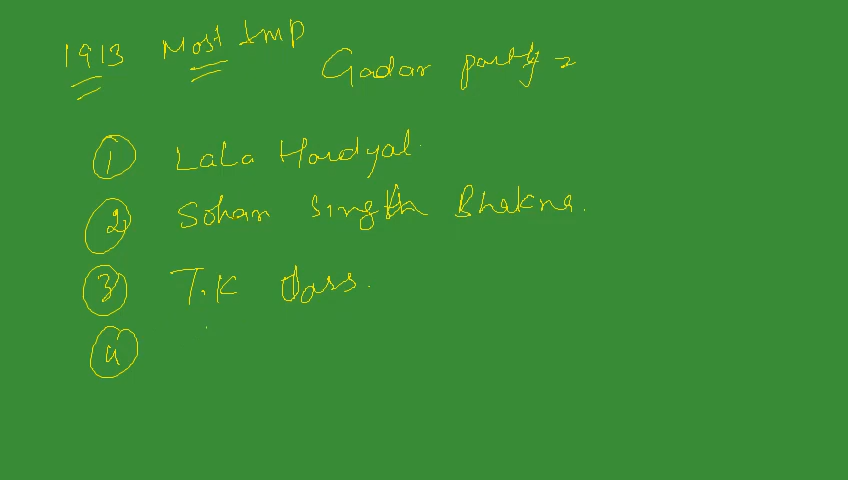 1913 Most Imp
Gadar party =
1 LaLa Hardyal.
2 Sohan Singh Bhakna.
3 T.K Dass.
4